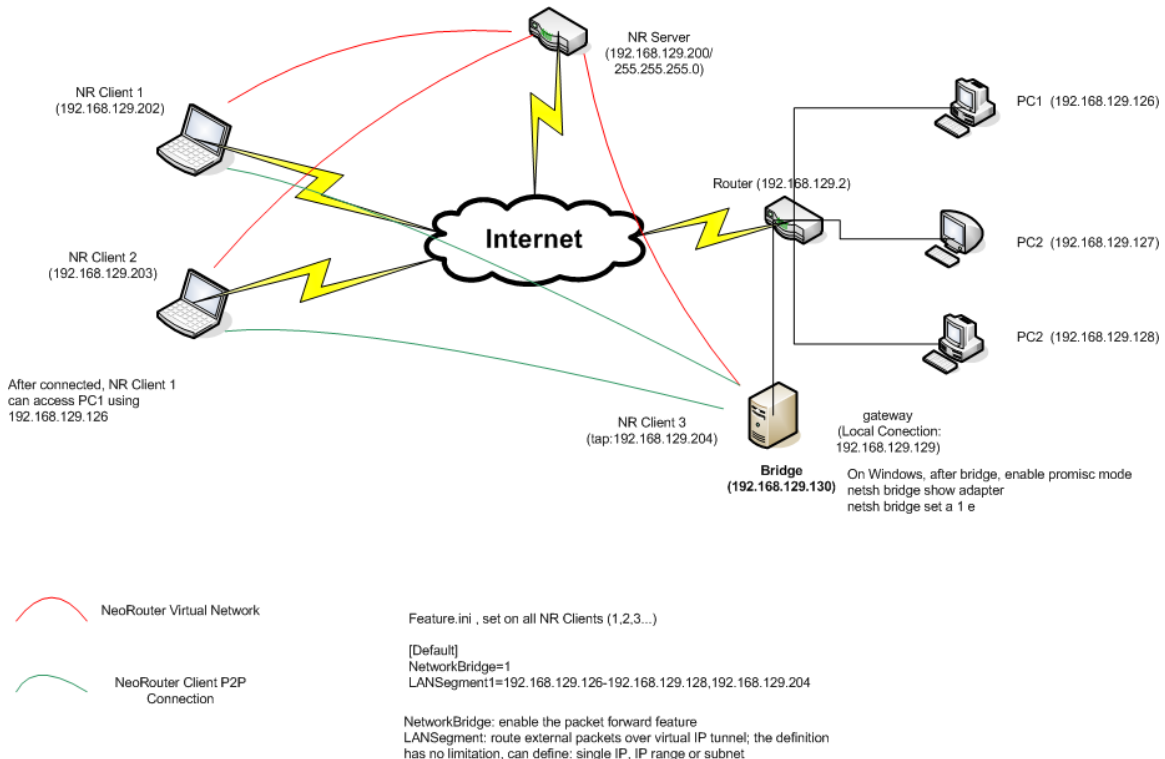 NR Server
(192.168.129.200/
255.255.255.0)
NR Client 1
(192.168.129.202)
PC1 (192.168.129.126)
Router (192.168.129.2)
Internet
PC2 (192.168.129.127)
NR Client 2
(192.168.129.203)
PC2 (192.168.129.128)
After connected, NR Client 1
can access PC1 using
192.168.129.126
NR Client 3
(tap:192.168.129.204)
gateway
(Local Conection:
192.168.129.129)
Bridge
(192.168.129.130)
On Windows, after bridge, enable promisc mode
netsh bridge show adapter
netsh bridge set a 1 e
NeoRouter Virtual Network
NeoRouter Client P2P
Connection
Feature.ini , set on all NR Clients (1,2,3...)
[Default]
NetworkBridge=1
LANSegment1=192.168.129.126-192.168.129.128,192.168.129.204
NetworkBridge: enable the packet forward feature
LANSegment: route external packets over virtual IP tunnel; the definition
has no limitation, can define: single IP, IP range or subnet